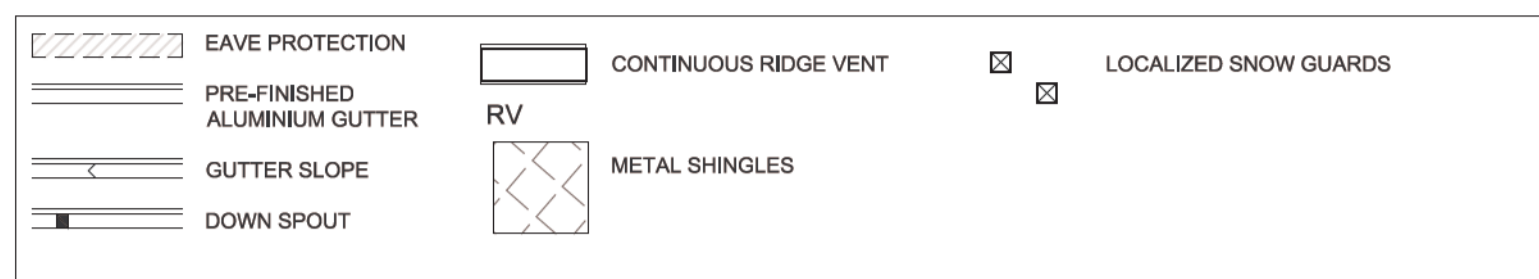 EAVE PROTECTION
PRE-FINISHED
ALUMINIUM GUTTER
GUTTER SLOPE
DOWN SPOUT
CONTINUOUS RIDGE VENT
RV
METAL SHINGLES
LOCALIZED SNOW GUARDS